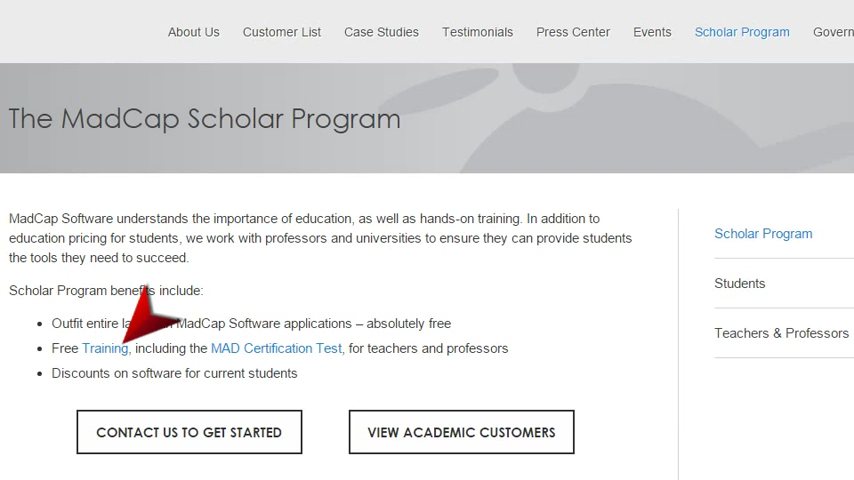 About Us Customer List Case Studies Testimonials Press Center Events Scholar Program Govern
The MadCap Scholar Program
MadCap Software understands the importance of education, as well as hands-on training. In addition to
education pricing for students, we work with professors and universities to ensure they can provide students
the tools they need to succeed.
Scholar Program benefits include:
Outfit entire MadCap Software applications – absolutely free
Free Training, including the MAD Certification Test, for teachers and professors
Discounts on software for current students
CONTACT US TO GET STARTED VIEW ACADEMIC CUSTOMERS
Scholar Program
Students
Teachers & Professors